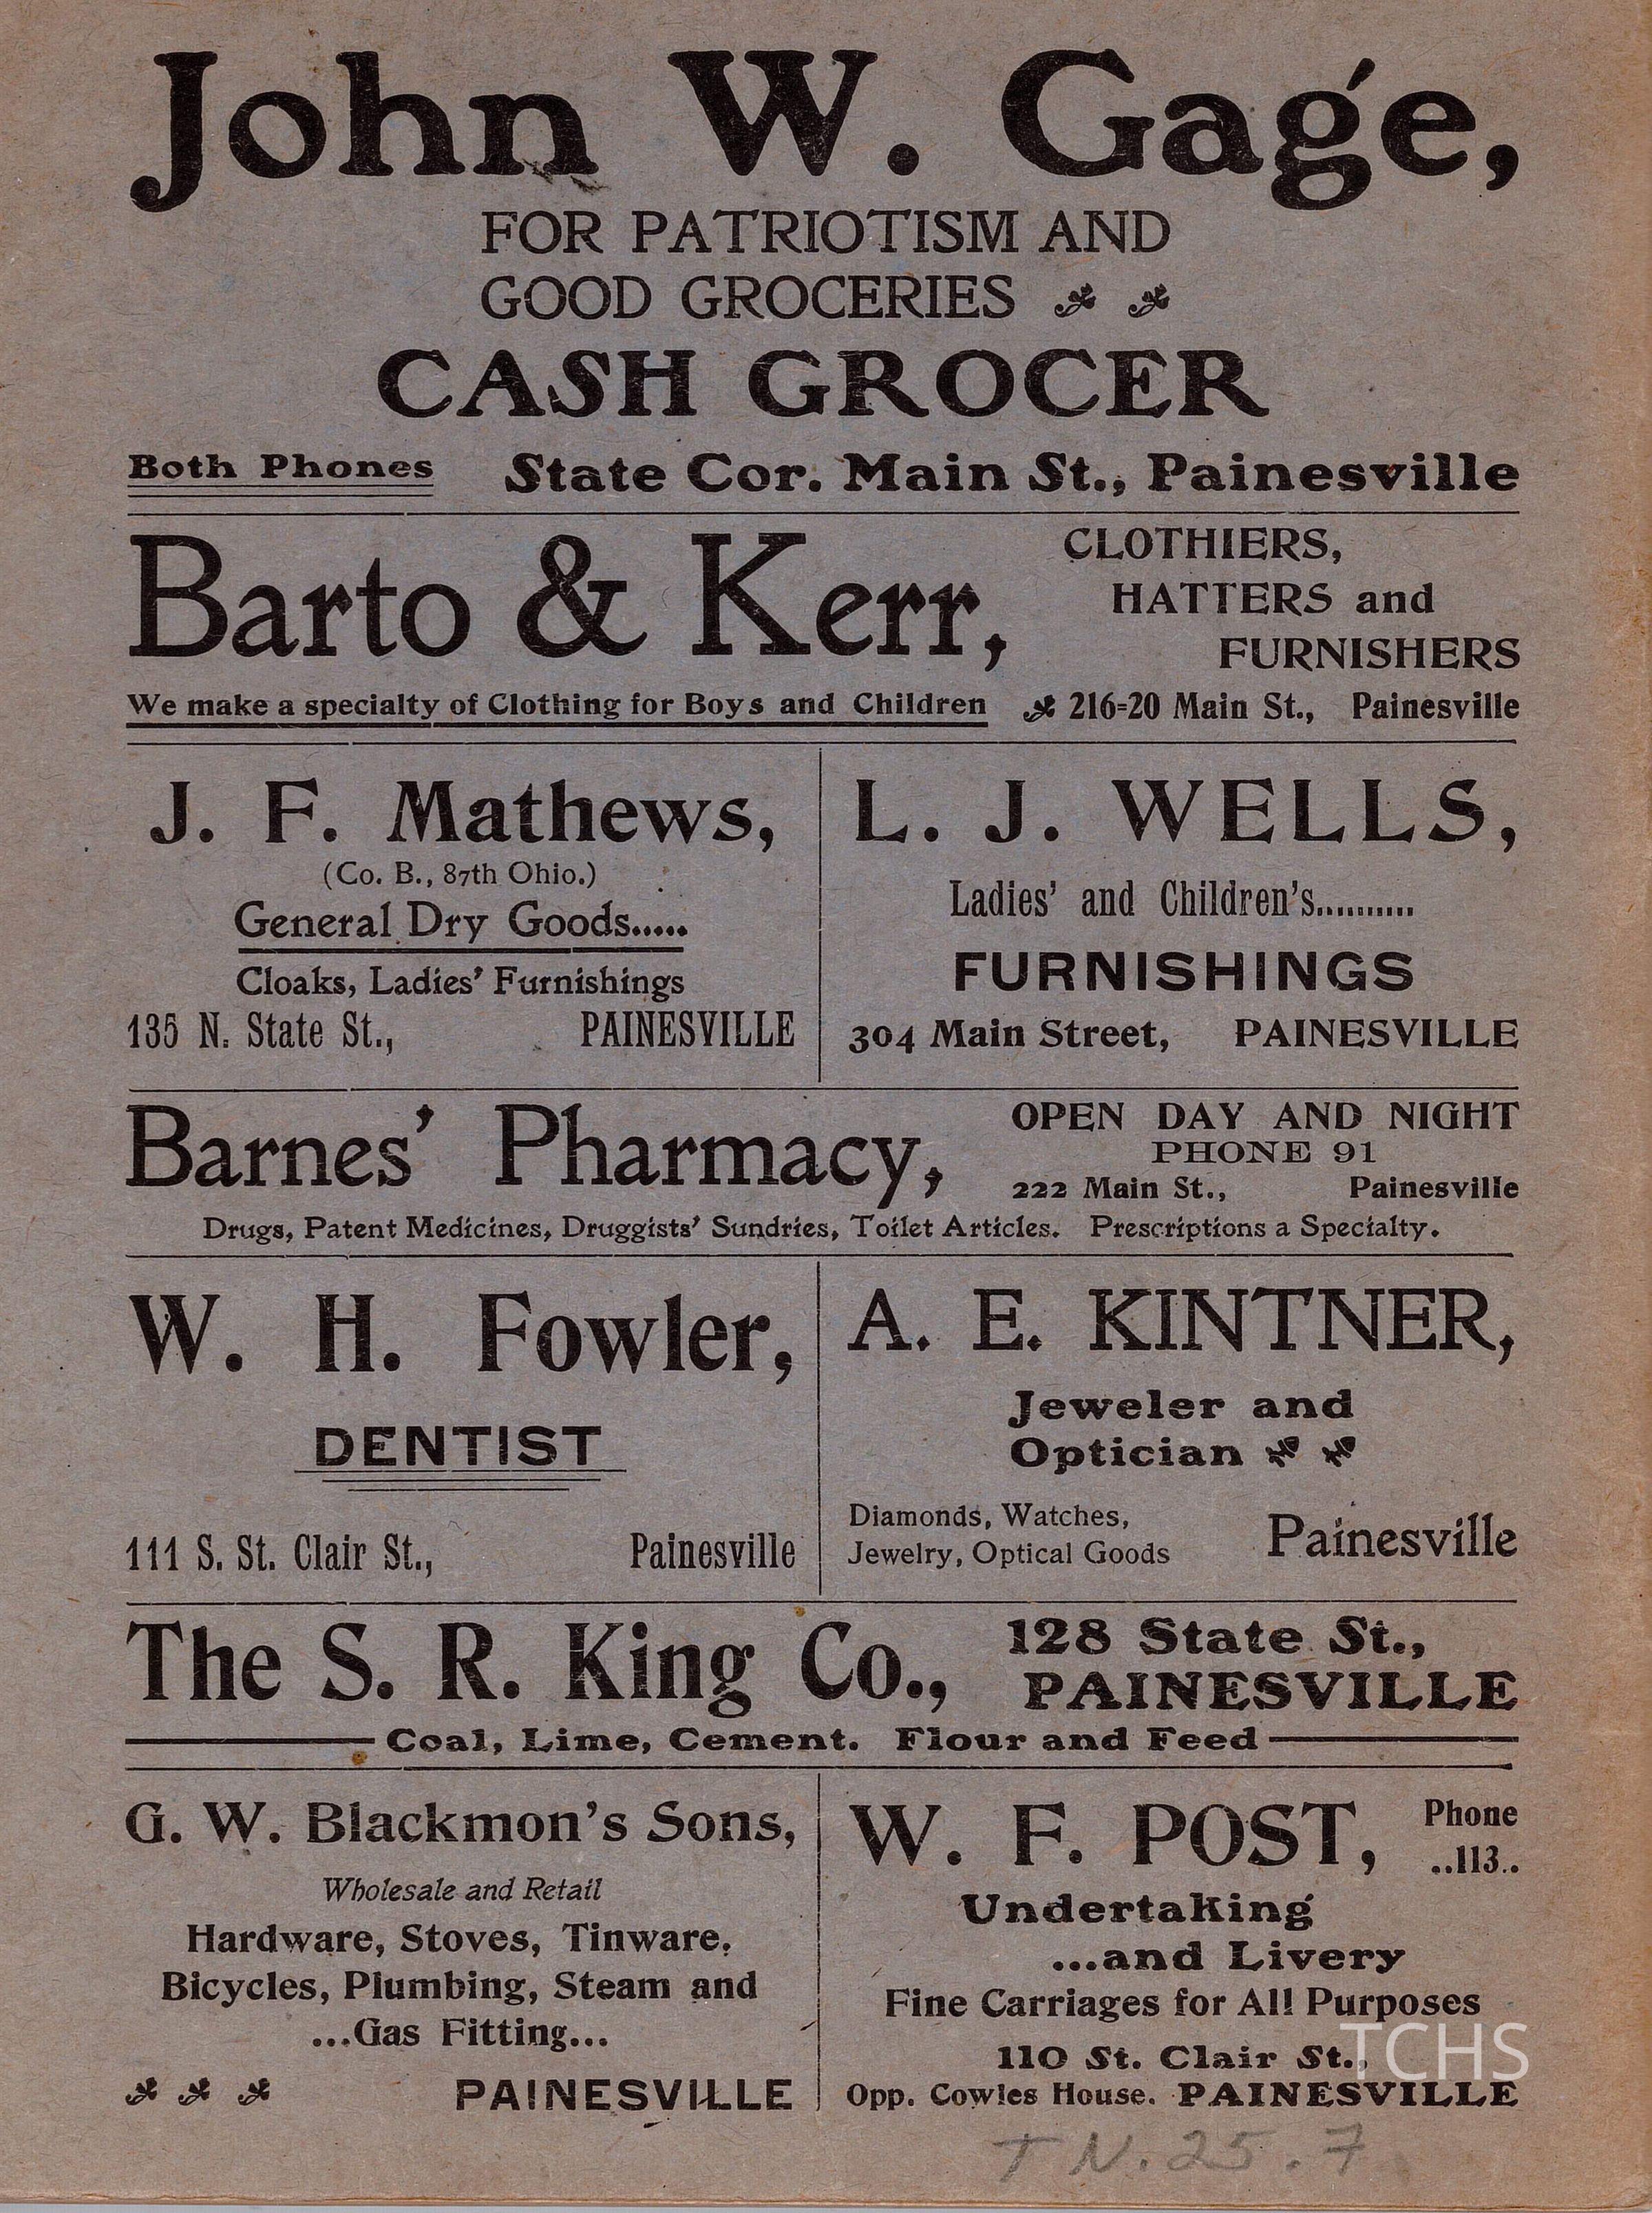 John W. Gage,
FOR PATRIOTISM AND
GOOD GROCERIES
CASH GROCER
Both Phones State Cor. Main St., Painesville
Barto & Kerr,
CLOTHIERS,
HATTERS and
FURNISHERS
We make a specialty of Clothing for Boys and Children 216-20 Main St., Painesville
J. F. Mathews,
(Co. B., 87th Ohio.)
General Dry Goods.....
Cloaks, Ladies' Furnishings
135 N. State St., PAINESVILLE
L. J. WELLS,
Ladies' and Children's..........
FURNISHINGS
304 Main Street, PAINESVILLE
Barnes' Pharmacy,
OPEN DAY AND NIGHT
PHONE 91
222 Main St., Painesville
Drugs, Patent Medicines, Druggists' Sundries, Toilet Articles. Prescriptions a Specialty.
W. H. Fowler,
DENTIST
111 S. St. Clair St., Painesville
A. E. KINTNER,
Jeweler and
Optician
Diamonds, Watches,
Jewelry, Optical Goods
Painesville
The S. R. King Co.,
128 State St.,
PAINESVILLE
Coal, Lime, Cement. Flour and Feed
G. W. Blackmon's Sons,
Wholesale and Retail
Hardware, Stoves, Tinware,
Bicycles, Plumbing, Steam and
...Gas Fitting...
PAINESVILLE
W. F. POST,
Phone
..113..
Undertaking
...and Livery
Fine Carriages for All Purposes
110 St. Clair St.,
Opp. Cowles House. PAINESVILLE
TCHS
T N.25.7